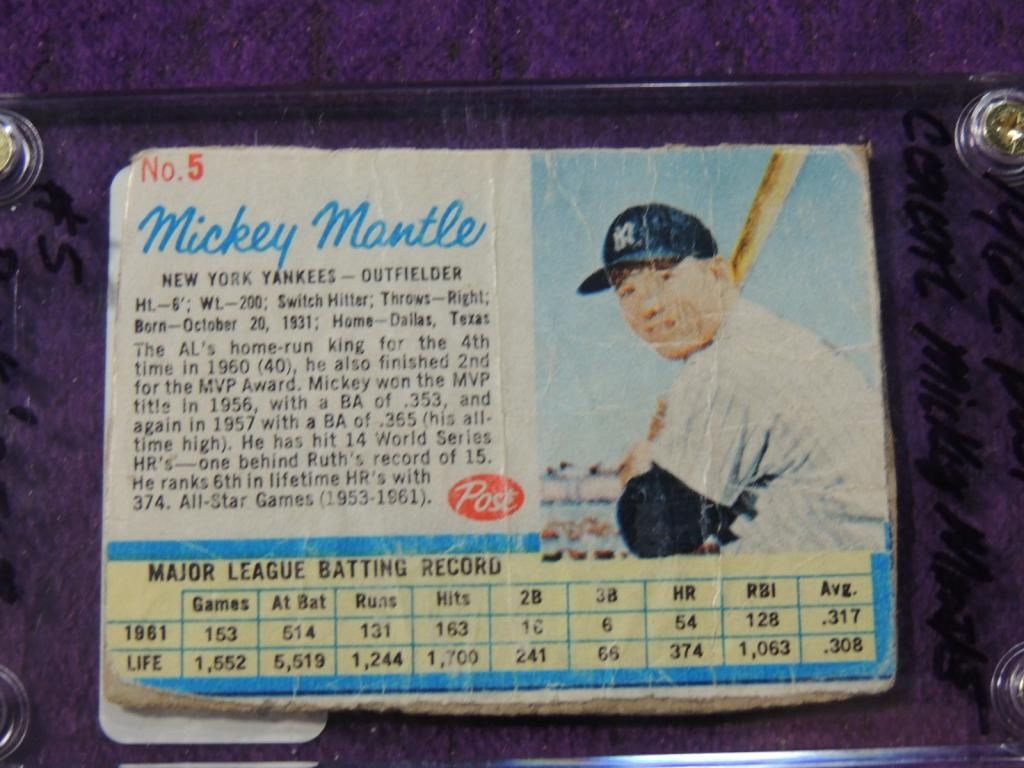 No. 5
Mickey Mantle
NEW YORK YANKEES — OUTFIELDER
Ht.—6'; Wt.—200; Switch Hitter; Throws—Right;
Born—October 20, 1931; Home—Dallas, Texas
The AL's home-run king for the 4th
time in 1960 (40), he also finished 2nd
for the MVP Award. Mickey won the MVP
title in 1956, with a BA of .353, and
again in 1957 with a BA of .365 (his all-
time high). He has hit 14 World Series
HR's—one behind Ruth's record of 15.
He ranks 6th in lifetime HR's with
374. All-Star Games (1953-1961).
Post
NY
MAJOR LEAGUE BATTING RECORD
Games At Bat Runs Hits 2B 3B HR RBI Avg.
1961 153 514 131 163 16 6 54 128 .317
LIFE 1,552 5,519 1,244 1,700 241 66 374 1,063 .308
#5
Cereal Micky